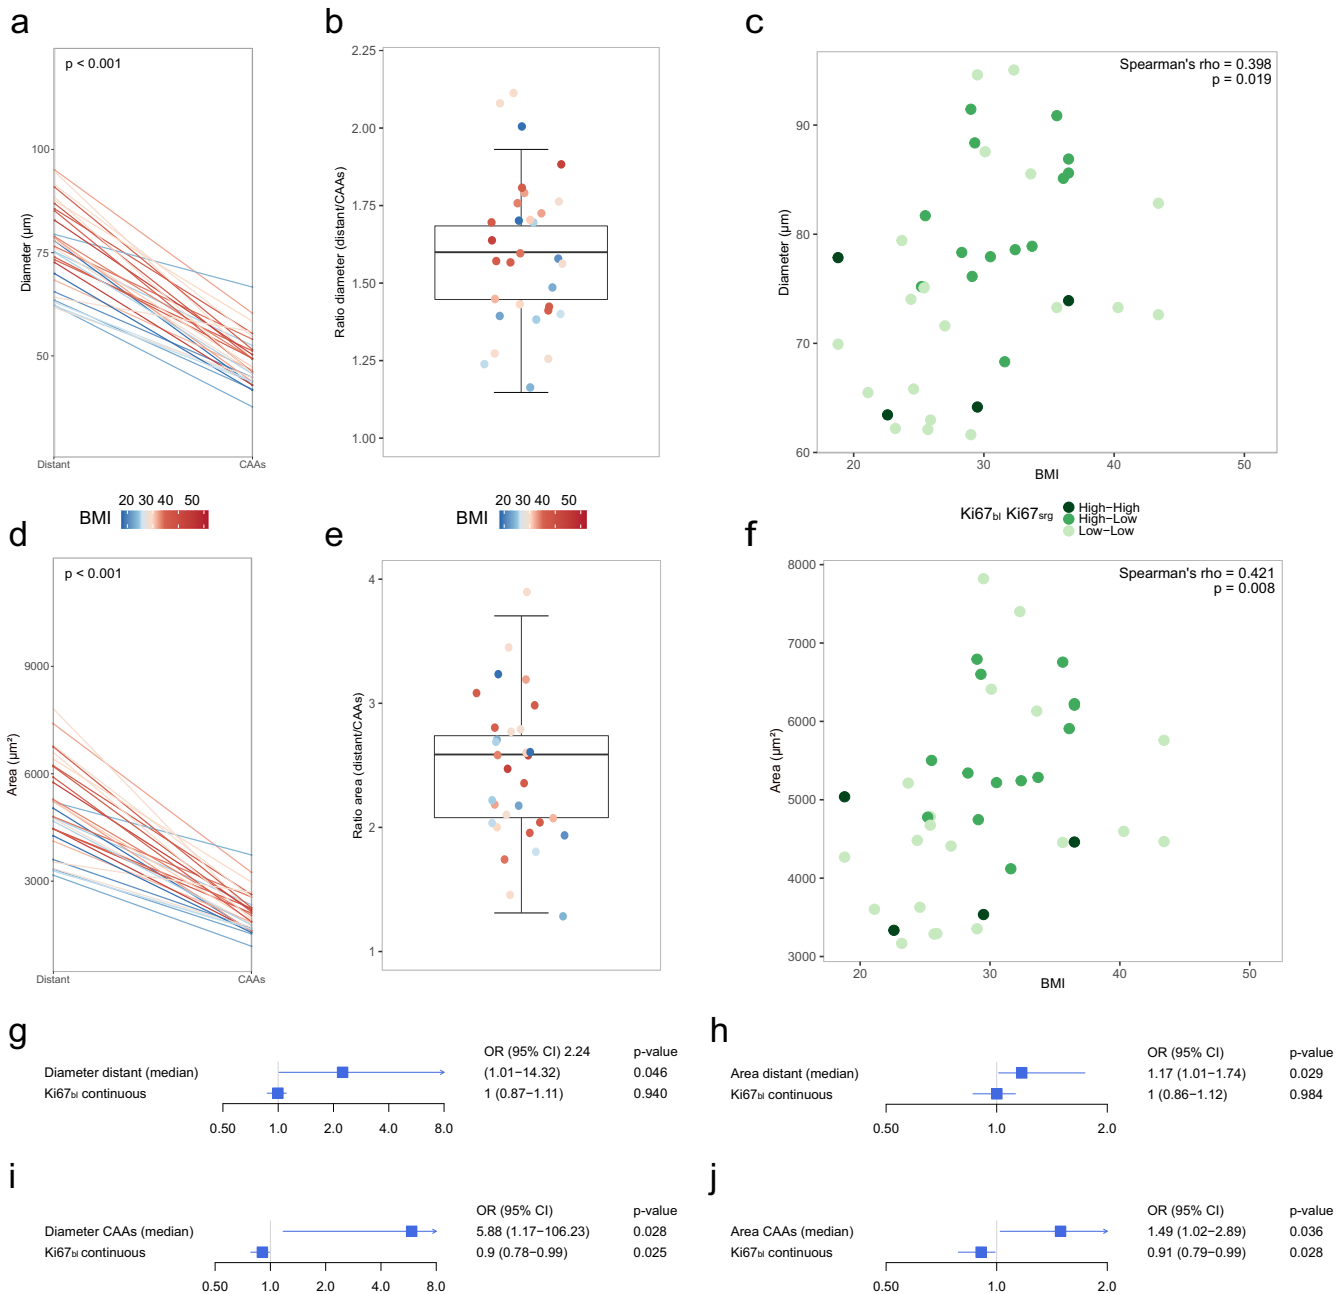 a
p < 0.001
Diameter (µm)
100
75
50
Distant
CAAs
b
Ratio diameter (distant/CAAs)
2.25
2.00
1.75
1.50
1.25
1.00
c
Spearman's rho = 0.398
p = 0.019
Diameter (µm)
90
80
70
60
20
30
40
50
BMI
BMI
20 30 40 50
BMI
20 30 40 50
Ki67bl Ki67srg
High−High
High−Low
Low−Low
d
p < 0.001
Area (µm²)
9000
6000
3000
Distant
CAAs
e
Ratio area (distant/CAAs)
4
3
2
1
f
Spearman's rho = 0.421
p = 0.008
Area (µm²)
8000
7000
6000
5000
4000
3000
20
30
40
50
BMI
g
OR (95% CI) 2.24 p-value
Diameter distant (median) (1.01−14.32) 0.046
Ki67bl continuous 1 (0.87−1.11) 0.940
0.50 1.0 2.0 4.0 8.0
h
OR (95% CI) p-value
Area distant (median) 1.17 (1.01−1.74) 0.029
Ki67bl continuous 1 (0.86−1.12) 0.984
0.50 1.0 2.0
i
OR (95% CI) p-value
Diameter CAAs (median) 5.88 (1.17−106.23) 0.028
Ki67bl continuous 0.9 (0.78−0.99) 0.025
0.50 1.0 2.0 4.0 8.0
j
OR (95% CI) p-value
Area CAAs (median) 1.49 (1.02−2.89) 0.036
Ki67bl continuous 0.91 (0.79−0.99) 0.028
0.50 1.0 2.0